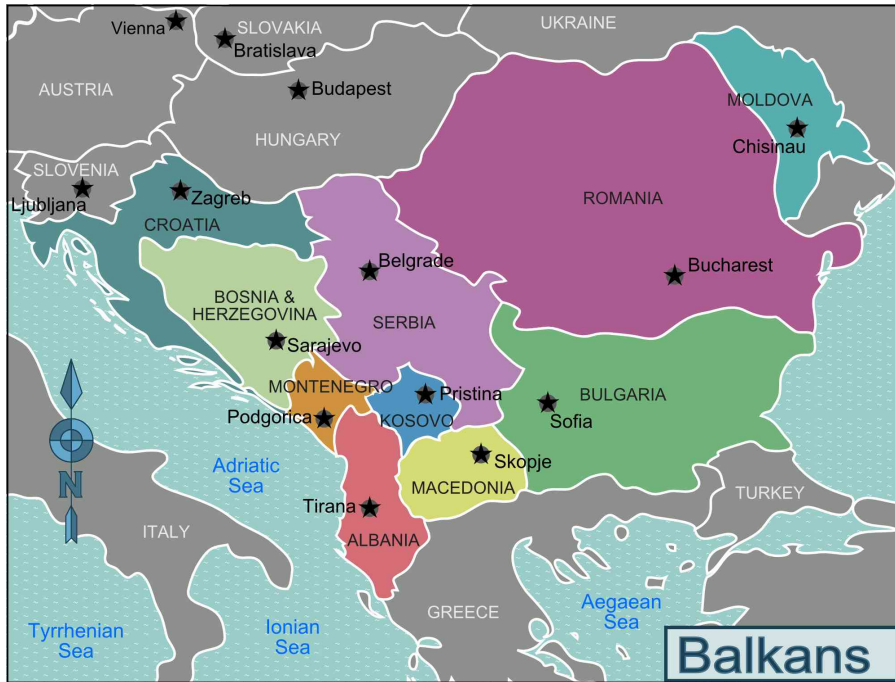 Vienna
SLOVAKIA
UKRAINE
Bratislava
AUSTRIA
Budapest
MOLDOVA
HUNGARY
Chisinau
SLOVENIA
Ljubljana
Zagreb
ROMANIA
CROATIA
Belgrade
Bucharest
BOSNIA &
HERZEGOVINA
SERBIA
Sarajevo
MONTENEGRO
Pristina
BULGARIA
Podgorica
KOSOVO
Sofia
Adriatic
Sea
Skopje
MACEDONIA
TURKEY
N
Tirana
ITALY
ALBANIA
Aegaean
Sea
GREECE
Tyrrhenian
Sea
Ionian
Sea
Balkans